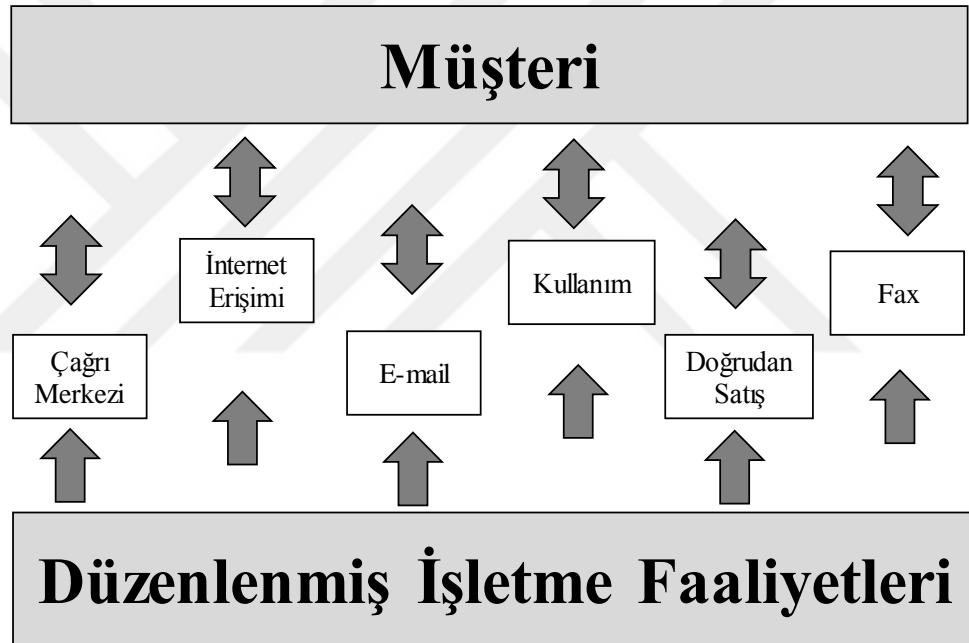 Müşteri
İnternet
Erişimi
Kullanım
Fax
Çağrı
Merkezi
E-mail
Doğrudan
Satış
Düzenlenmiş İşletme Faaliyetleri